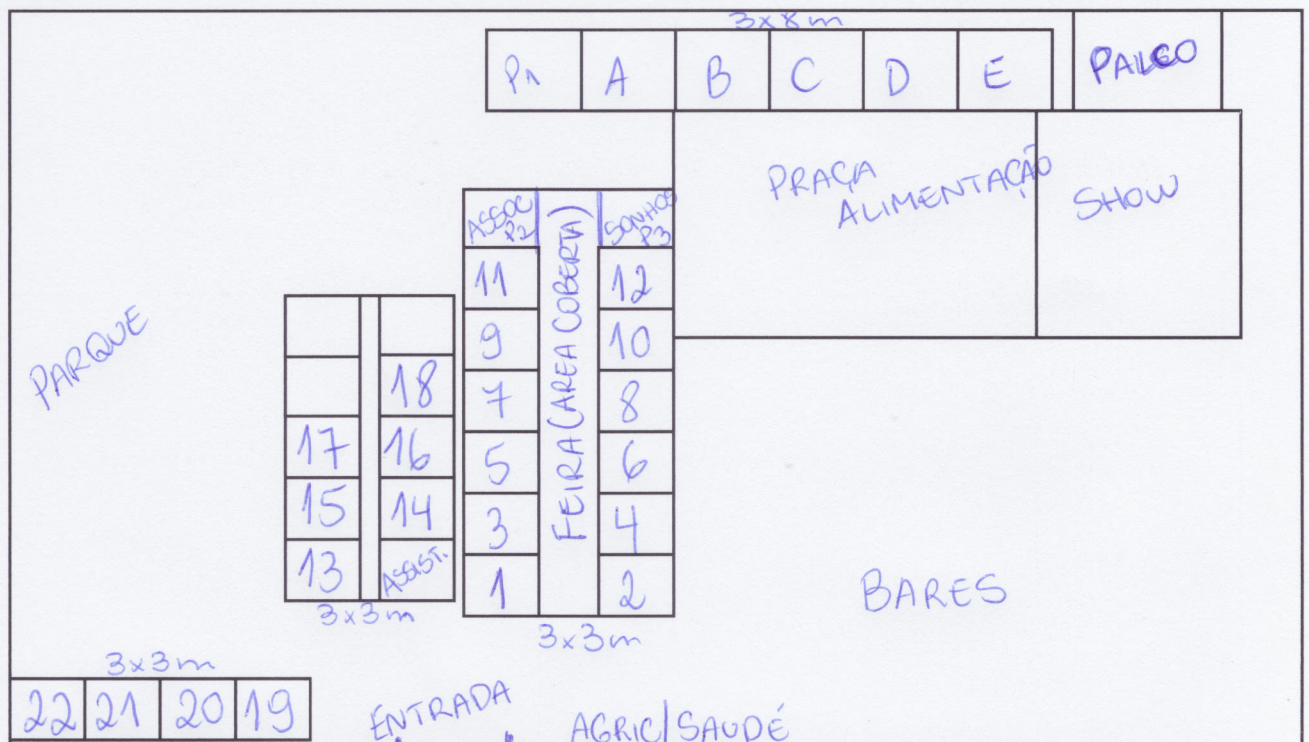 3x8m
P1 A B C D E PALCO
PRAÇA
ALIMENTAÇÃO
SHOW
ASSOC
P2
SONHOS
P3
FEIRA (AREA COBERTA)
11 12
9 10
7 8
5 6
3 4
1 2
3x3m
PARQUE
18
17 16
15 14
13 ASSIST.
3x3m
BARES
3x3m
22 21 20 19
ENTRADA
AGRIC/SAUDÉ